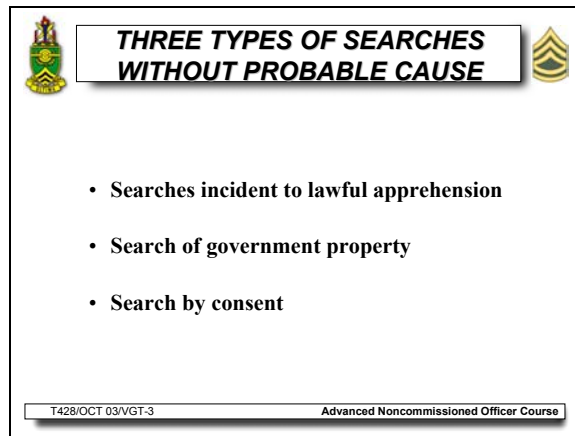 THREE TYPES OF SEARCHES
WITHOUT PROBABLE CAUSE
• Searches incident to lawful apprehension
• Search of government property
• Search by consent
T428/OCT 03/VGT-3
Advanced Noncommissioned Officer Course